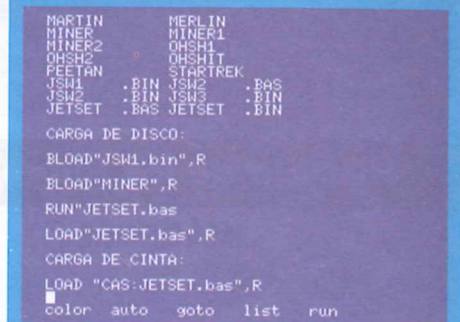 MARTIN MERLIN
MINER MINER1
MINER2 OHSH1
OHSH2 OHSHIT
PEETAN STARTREK
JSW1 .BIN JSW2 .BAS
JSW2 .BIN JSW3 .BIN
JETSET .BAS JETSET .BIN
CARGA DE DISCO:
BLOAD"JSW1.bin",R
BLOAD"MINER",R
RUN"JETSET.bas
LOAD"JETSET.bas",R
CARGA DE CINTA:
LOAD "CAS:JETSET.bas",R
color auto goto list run